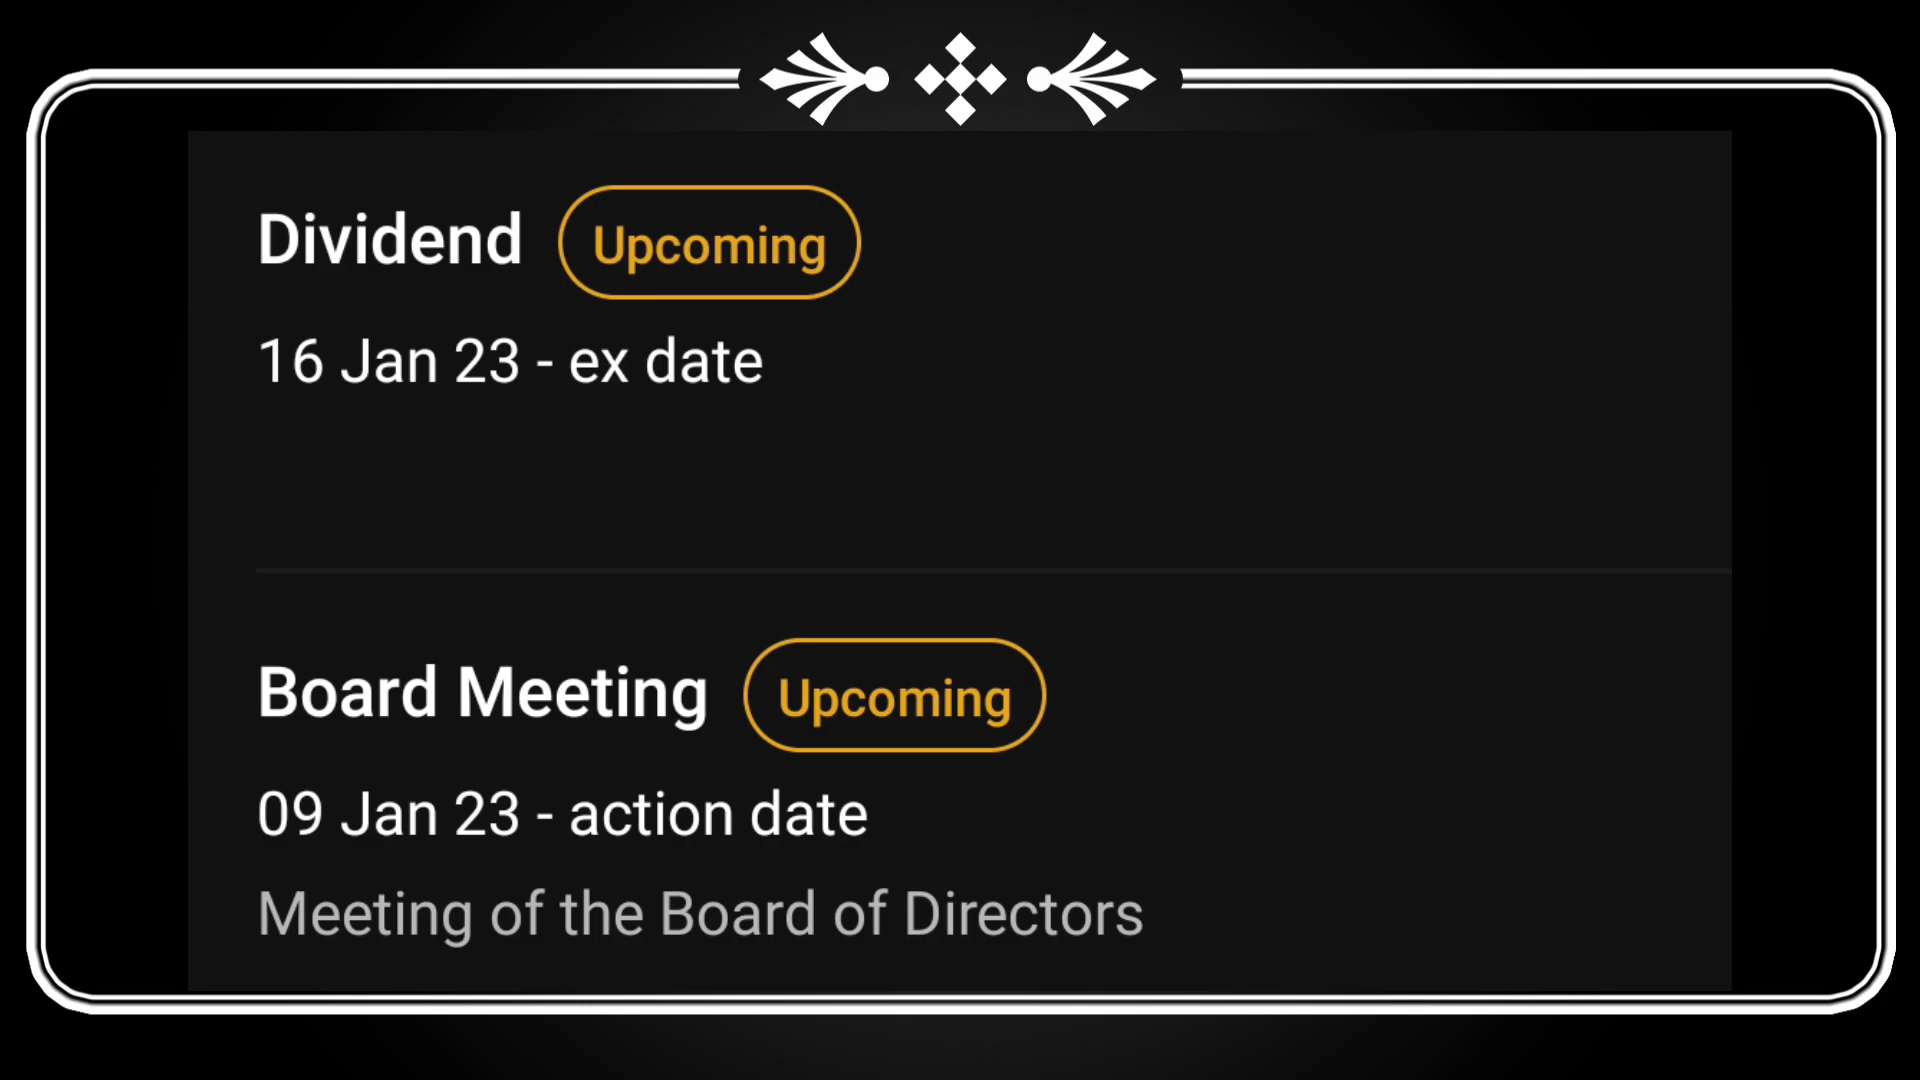 Dividend Upcoming
16 Jan 23 - ex date
Board Meeting Upcoming
09 Jan 23 - action date
Meeting of the Board of Directors